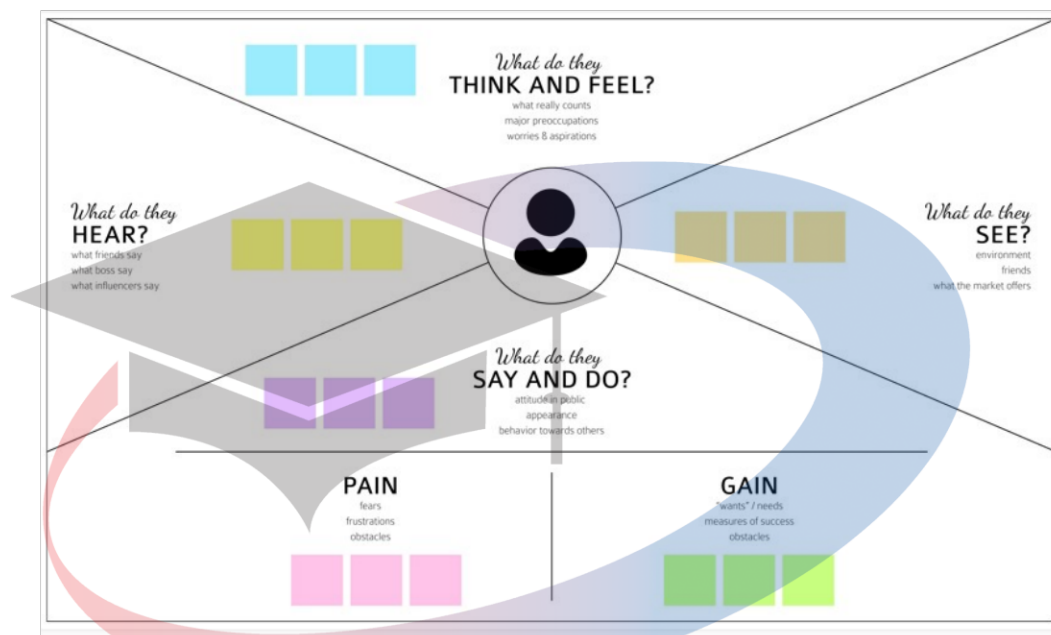 What do they
THINK AND FEEL?
what really counts
major preoccupations
worries & aspirations
What do they
HEAR?
what friends say
what boss say
what influencers say
What do they
SEE?
environment
friends
what the market offers
What do they
SAY AND DO?
attitude in public
appearance
behavior towards others
PAIN
fears
frustrations
obstacles
GAIN
"wants" / needs
measures of success
obstacles